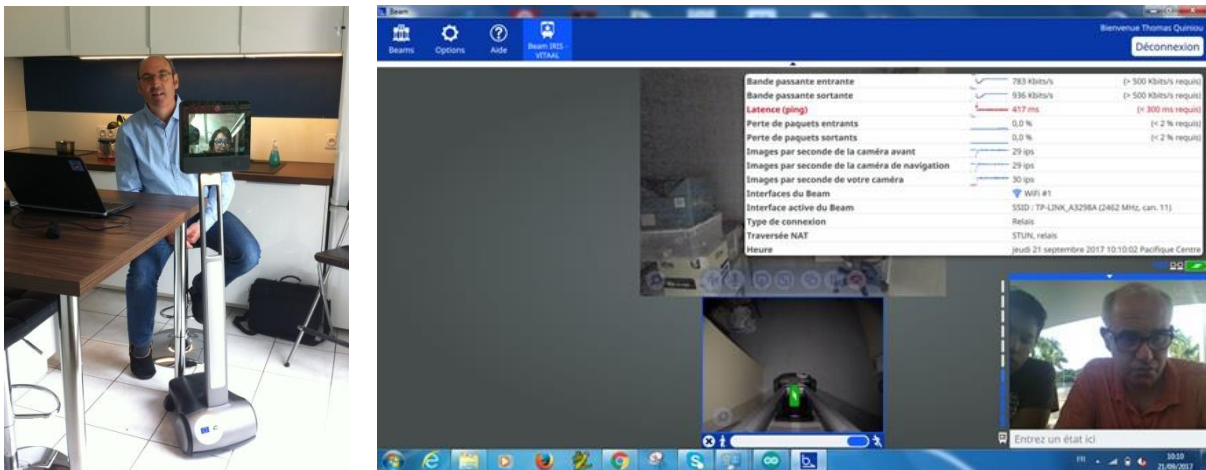 Beam
Beams
Options
Aide
Beam IRIS -
VITAAL
Bienvenue Thomas Quiniou
Déconnexion
Bande passante entrante 783 Kbits/s (> 500 Kbits/s requis)
Bande passante sortante 936 Kbits/s (> 500 Kbits/s requis)
Latence (ping) 417 ms (< 300 ms requis)
Perte de paquets entrants 0,0 % (< 2 % requis)
Perte de paquets sortants 0,0 % (< 2 % requis)
Images par seconde de la caméra avant 29 ips
Images par seconde de la caméra de navigation 29 ips
Images par seconde de votre caméra 30 ips
Interfaces du Beam WiFi #1
Interface active du Beam SSID : TP-LINK_A3298A (2462 MHz, can. 11)
Type de connexion Relais
Traversée NAT STUN, relais
Heure jeudi 21 septembre 2017 10:10:02 Pacifique Centre
Entrez un état ici
FR
10:10
21/09/2017